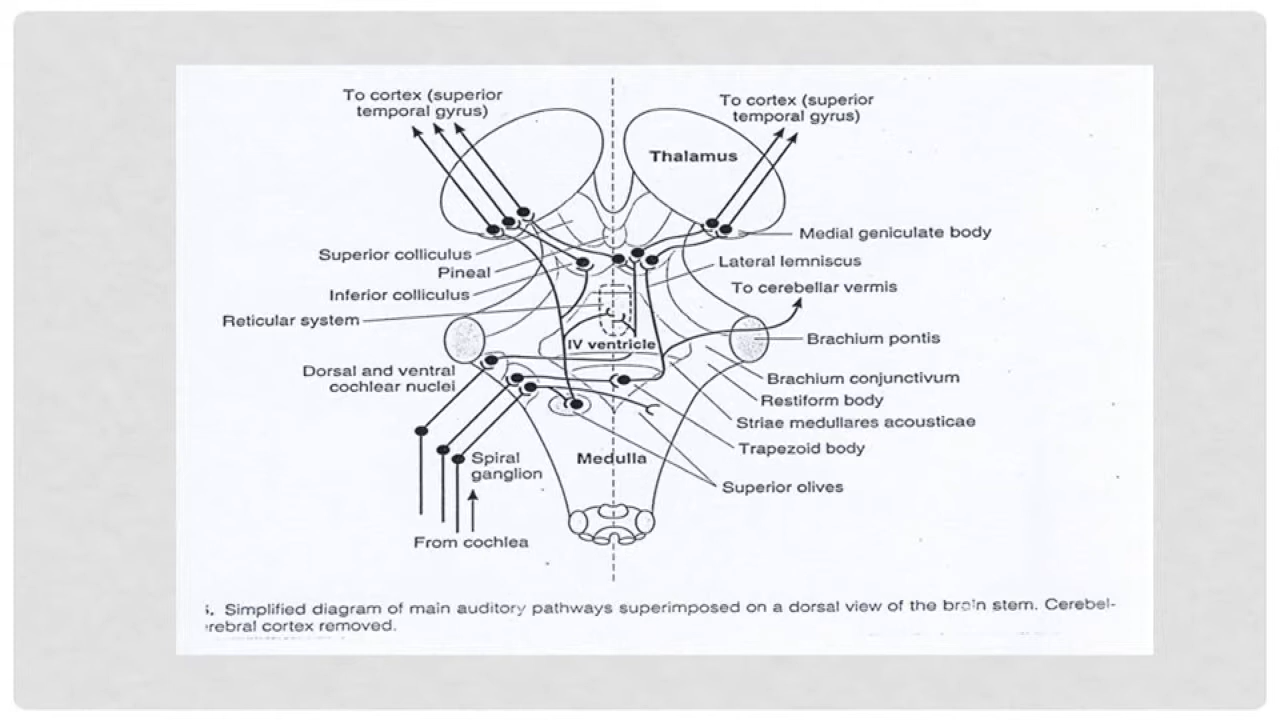 To cortex (superior
temporal gyrus)
To cortex (superior
temporal gyrus)
Thalamus
Medial geniculate body
Superior colliculus
Lateral lemniscus
Pineal
To cerebellar vermis
Inferior colliculus
Reticular system
IV ventricle
Brachium pontis
Dorsal and ventral
cochlear nuclei
Brachium conjunctivum
Restiform body
Striae medullares acousticae
Trapezoid body
Spiral
ganglion
Medulla
Superior olives
From cochlea
Simplified diagram of main auditory pathways superimposed on a dorsal view of the brain stem. Cerebel-
rebral cortex removed.